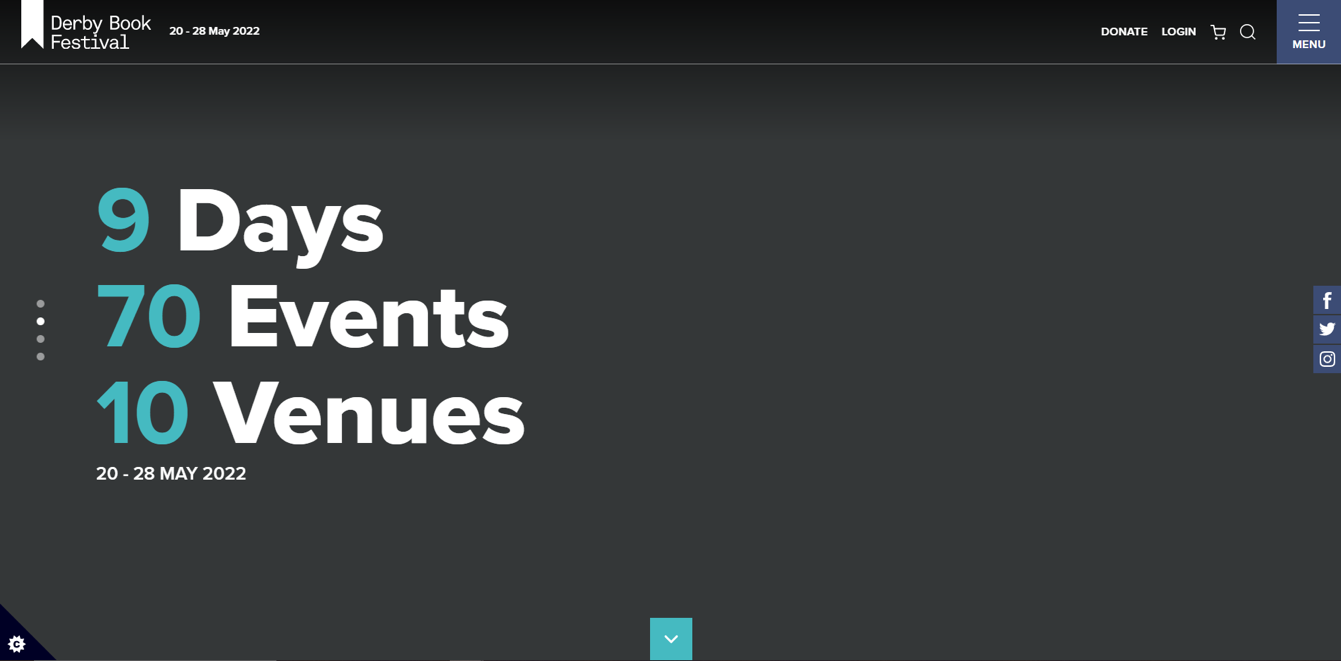 Derby Book
Festival
20 - 28 May 2022
DONATE
LOGIN
MENU
9 Days
70 Events
10 Venues
20 - 28 MAY 2022